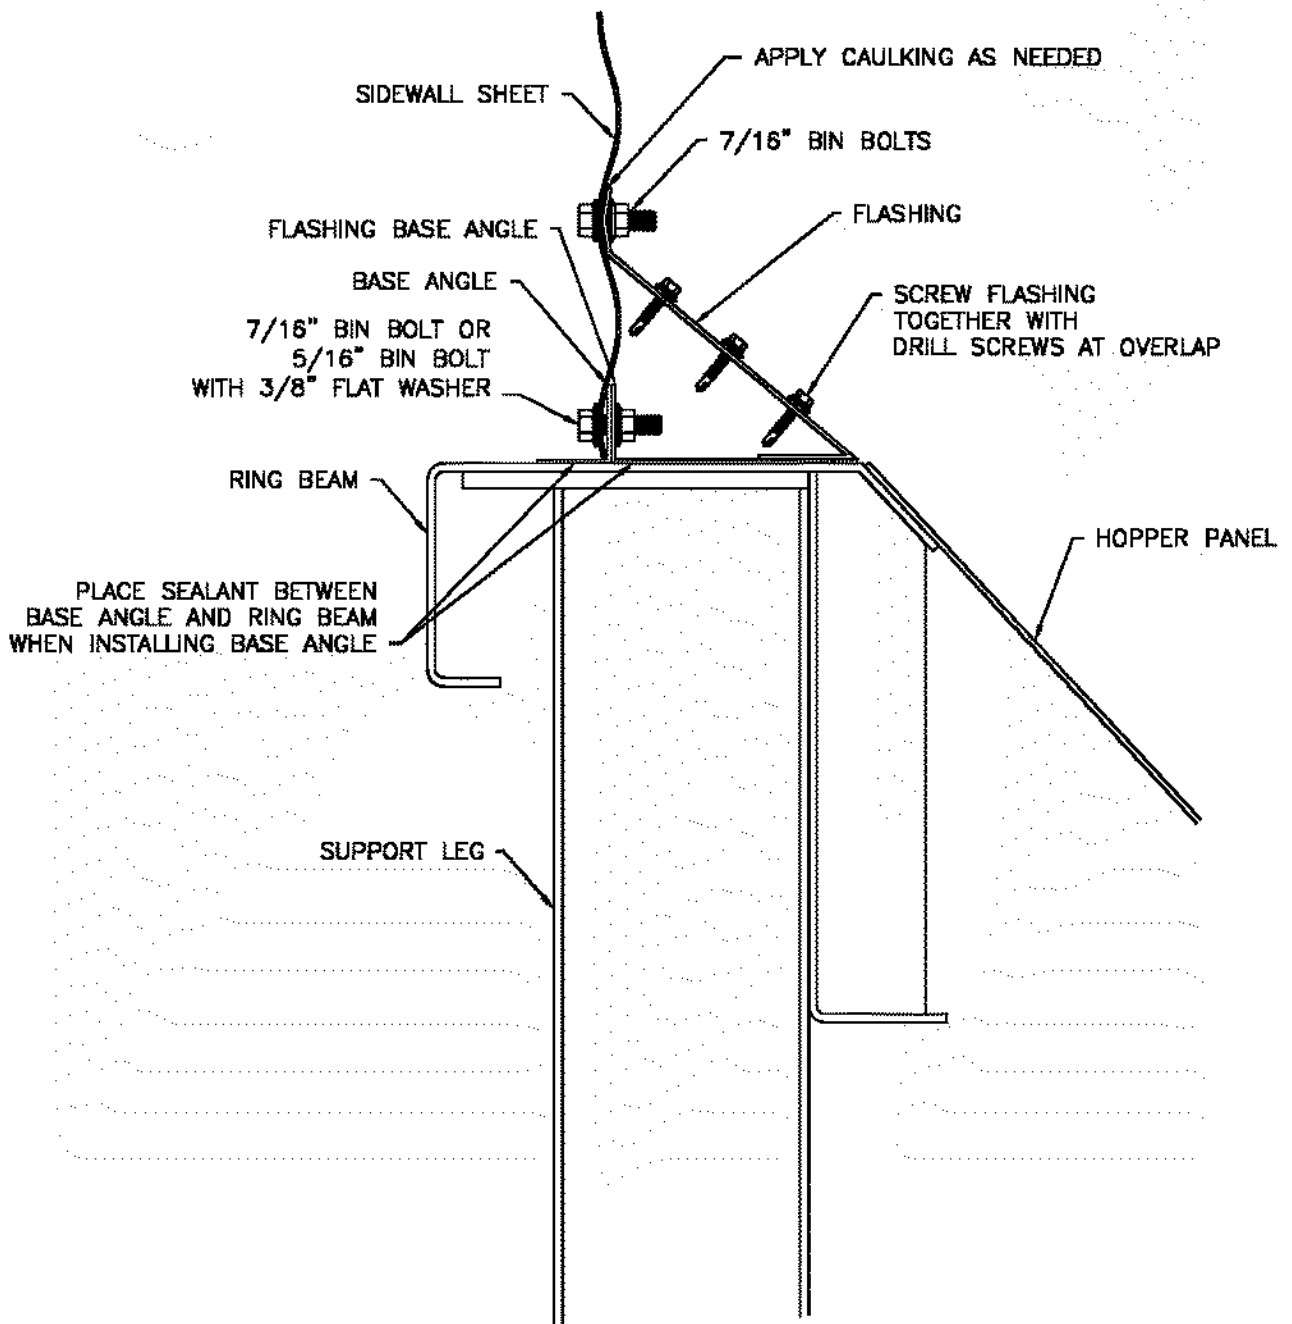 APPLY CAULKING AS NEEDED
SIDEWALL SHEET
7/16" BIN BOLTS
FLASHING BASE ANGLE
FLASHING
BASE ANGLE
SCREW FLASHING
TOGETHER WITH
DRILL SCREWS AT OVERLAP
7/16" BIN BOLT OR
5/16" BIN BOLT
WITH 3/8" FLAT WASHER
RING BEAM
HOPPER PANEL
PLACE SEALANT BETWEEN
BASE ANGLE AND RING BEAM
WHEN INSTALLING BASE ANGLE
SUPPORT LEG